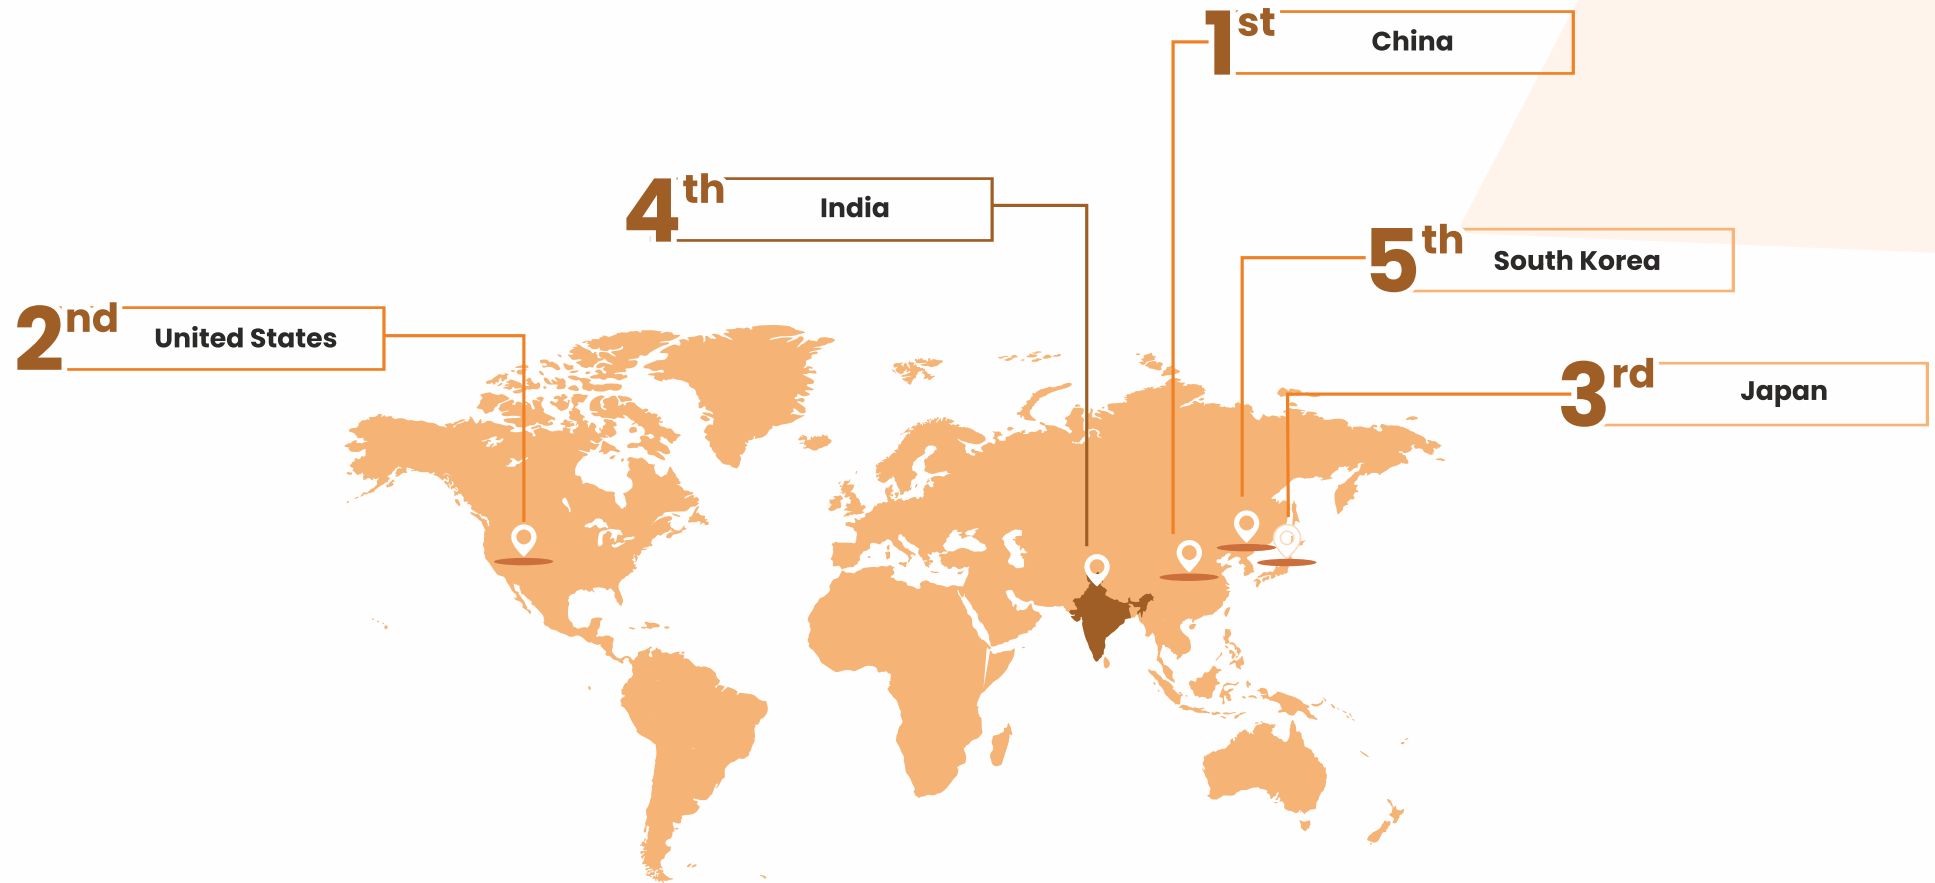 1st
China
4th
India
5th
South Korea
2nd
United States
3rd
Japan